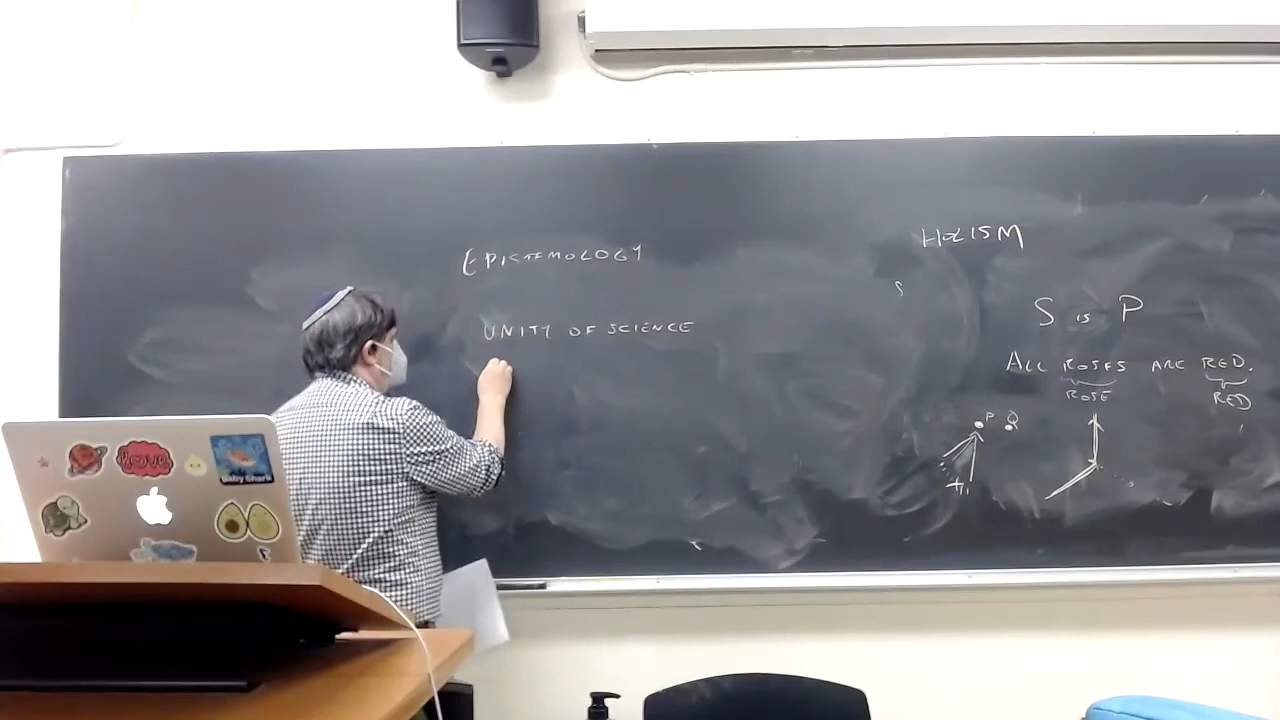 EPISTEMOLOGY
UNITY OF SCIENCE
HOLISM
S
S IS P
ALL ROSES ARE RED.
ROSE RED
P Q
LOVE
Baby Shark